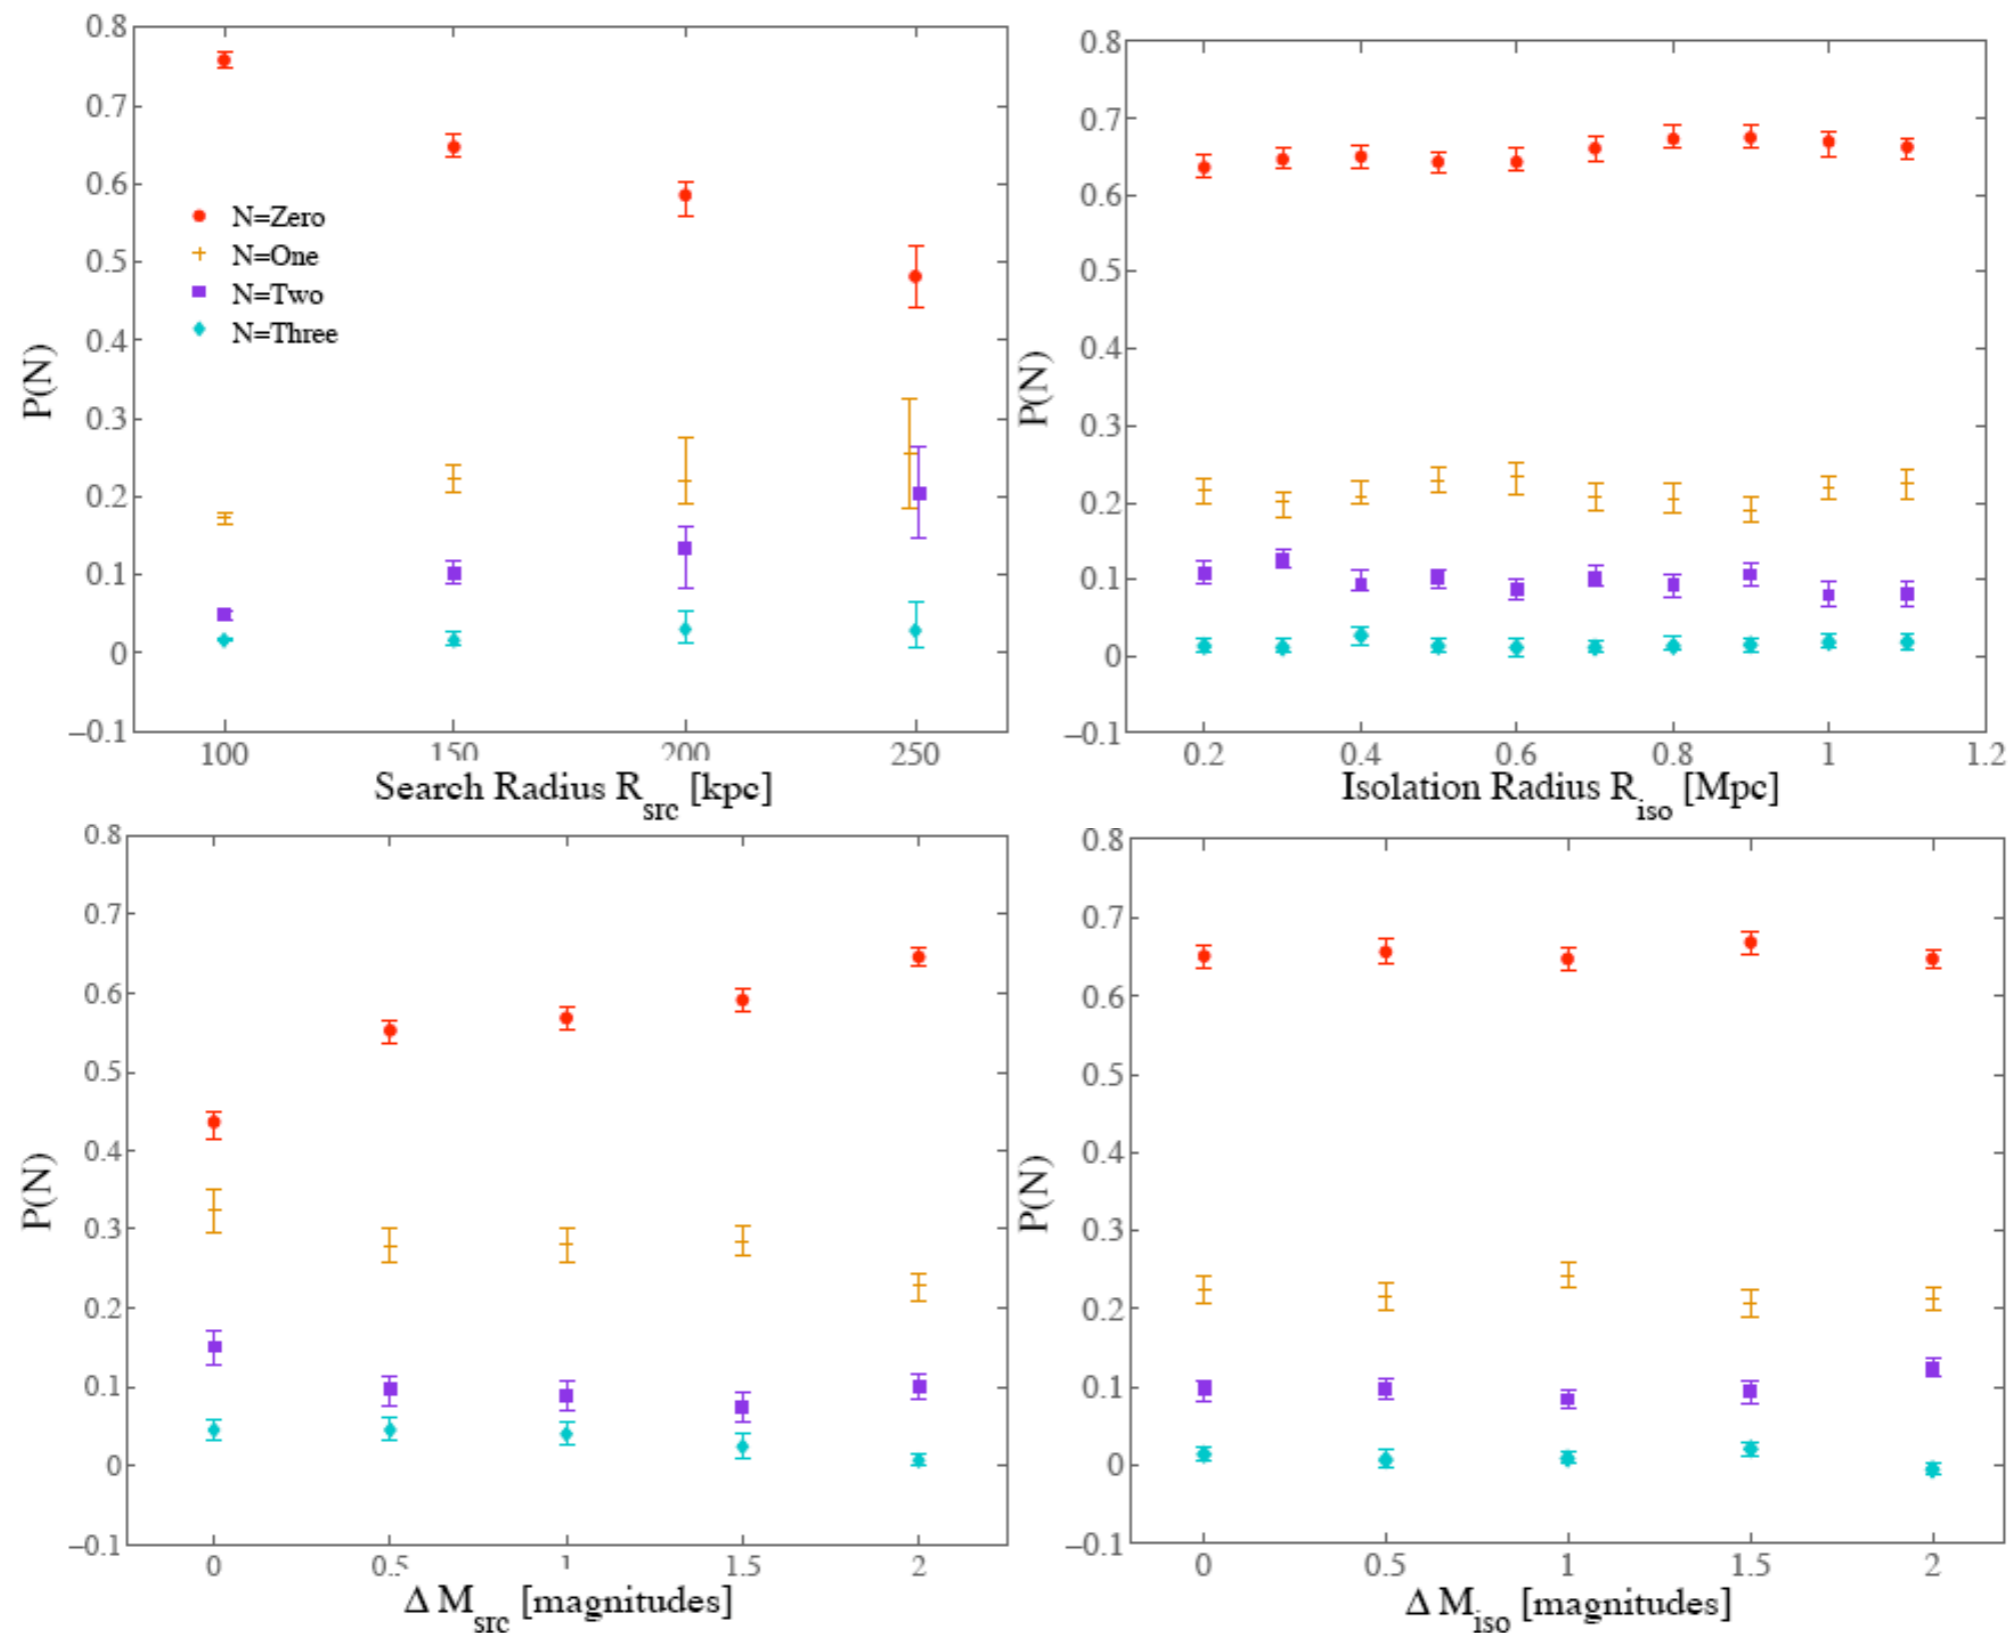 0.8
0.7
0.6
0.5
0.4
0.3
0.2
0.1
0
−0.1
P(N)
N=Zero
N=One
N=Two
N=Three
100 150 200 250
Search Radius R_src [kpc]
0.8
0.7
0.6
0.5
0.4
0.3
0.2
0.1
0
−0.1
P(N)
0.2 0.4 0.6 0.8 1 1.2
Isolation Radius R_iso [Mpc]
0.8
0.7
0.6
0.5
0.4
0.3
0.2
0.1
0
−0.1
P(N)
0 0.5 1 1.5 2
Δ M_src [magnitudes]
0.8
0.7
0.6
0.5
0.4
0.3
0.2
0.1
0
−0.1
P(N)
0 0.5 1 1.5 2
Δ M_iso [magnitudes]